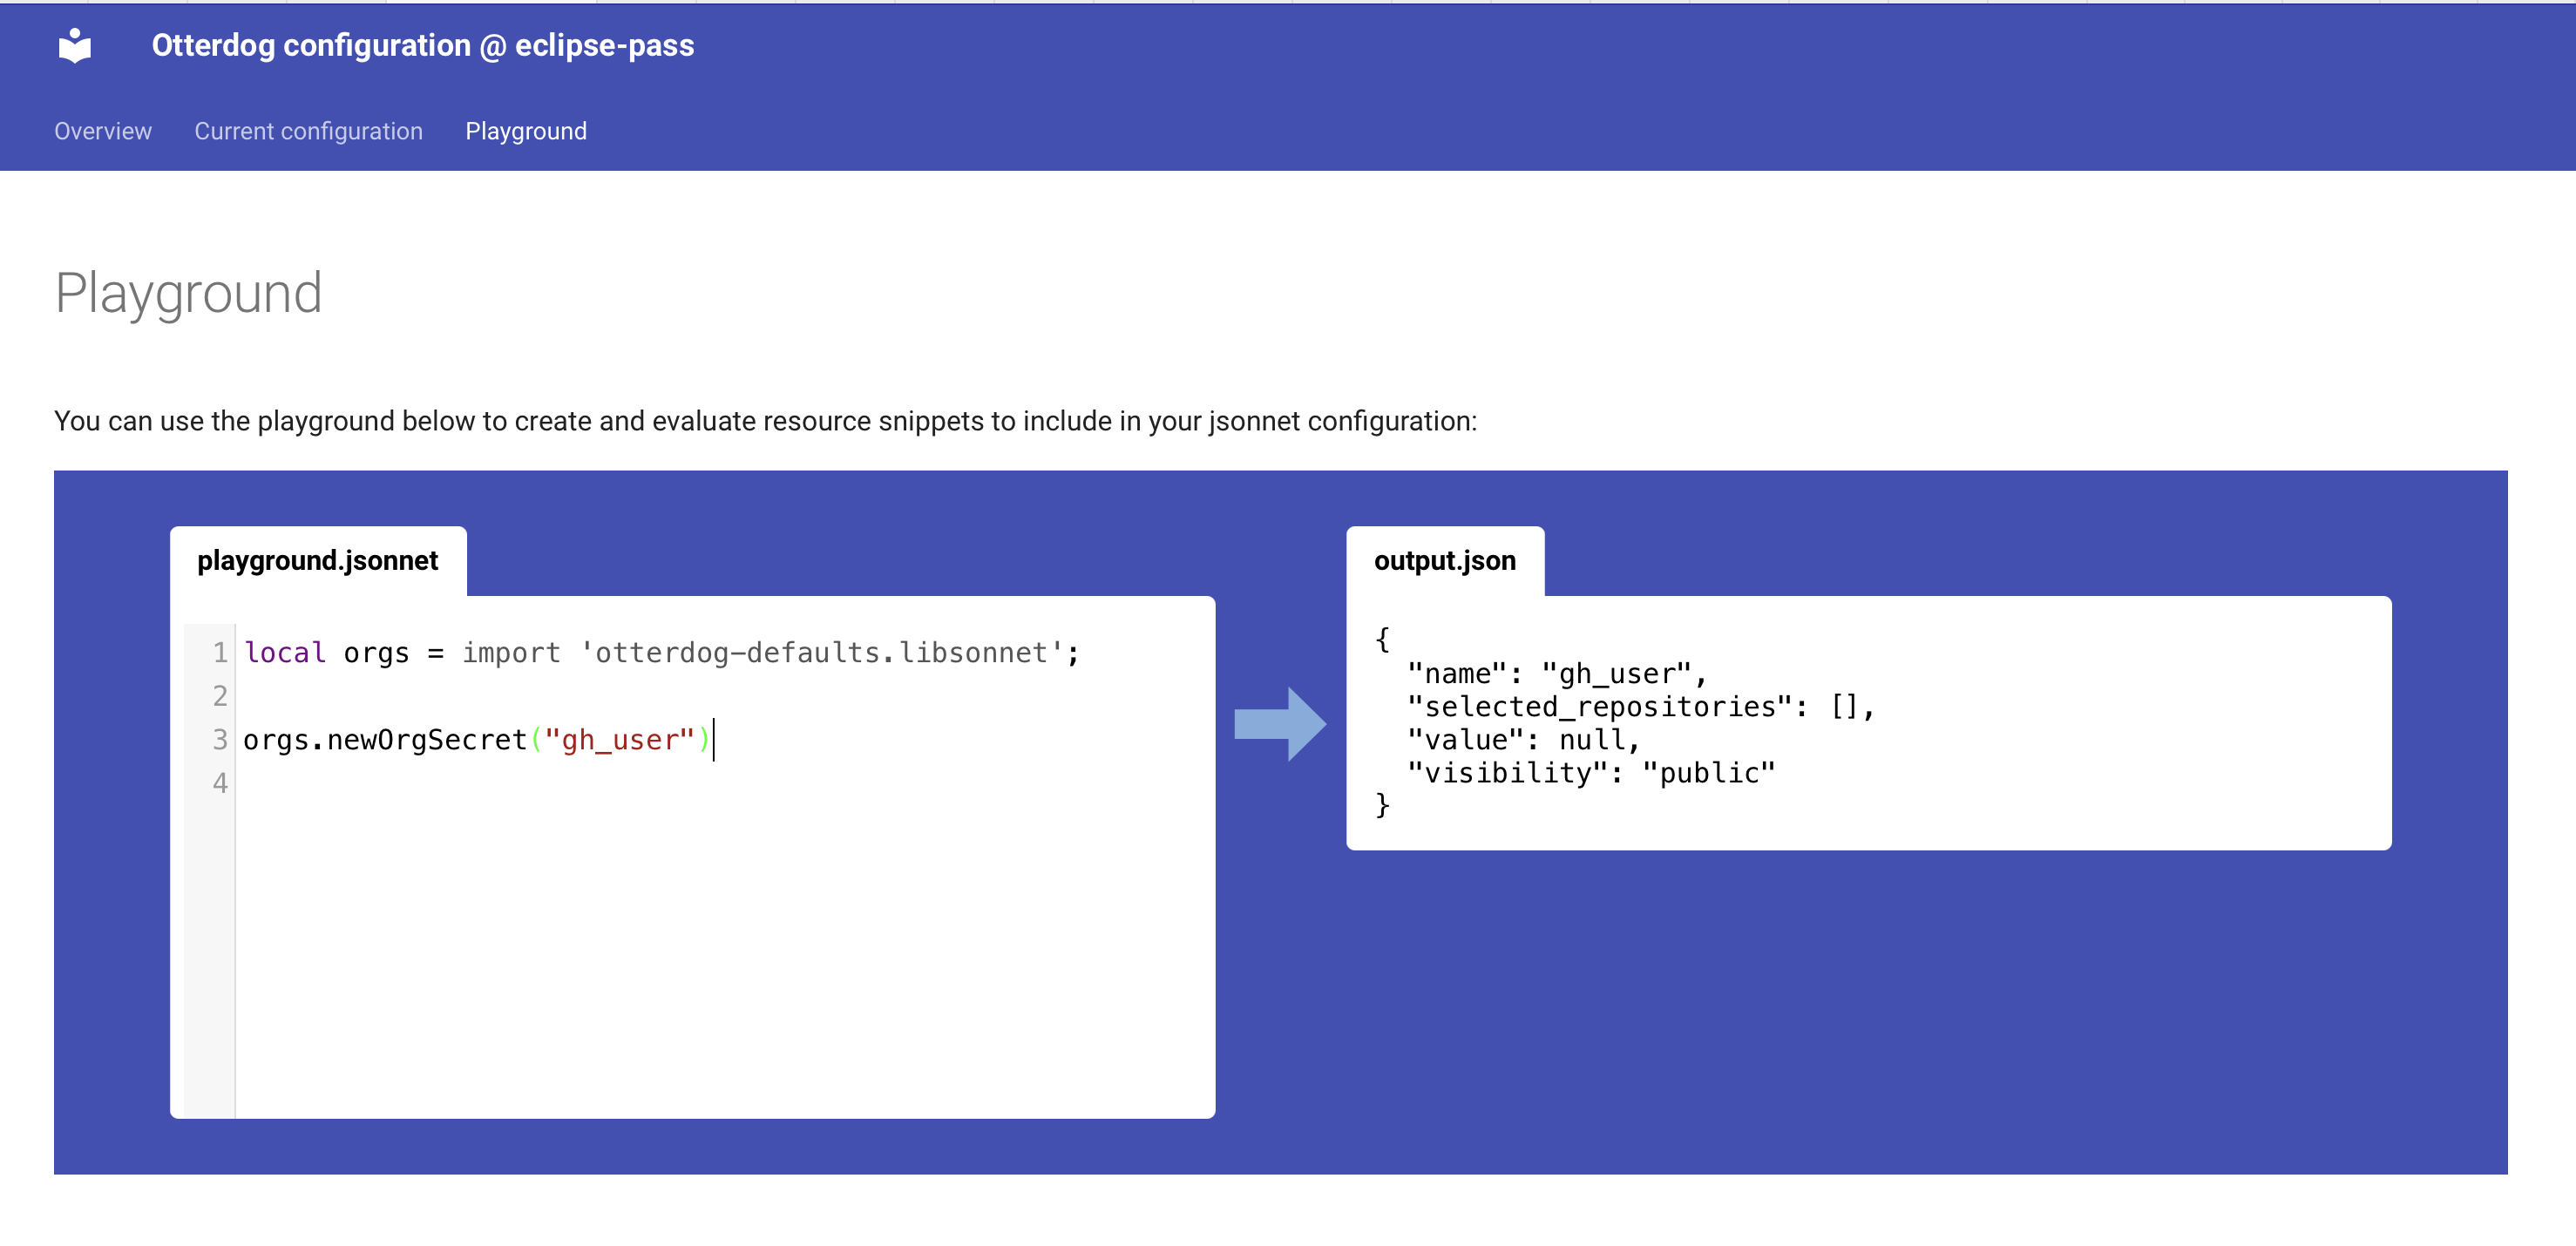 Otterdog configuration @ eclipse-pass
Overview Current configuration Playground
Playground
You can use the playground below to create and evaluate resource snippets to include in your jsonnet configuration:
playground.jsonnet
1 local orgs = import 'otterdog-defaults.libsonnet';
2
3 orgs.newOrgSecret("gh_user")
4
output.json
{
  "name": "gh_user",
  "selected_repositories": [],
  "value": null,
  "visibility": "public"
}